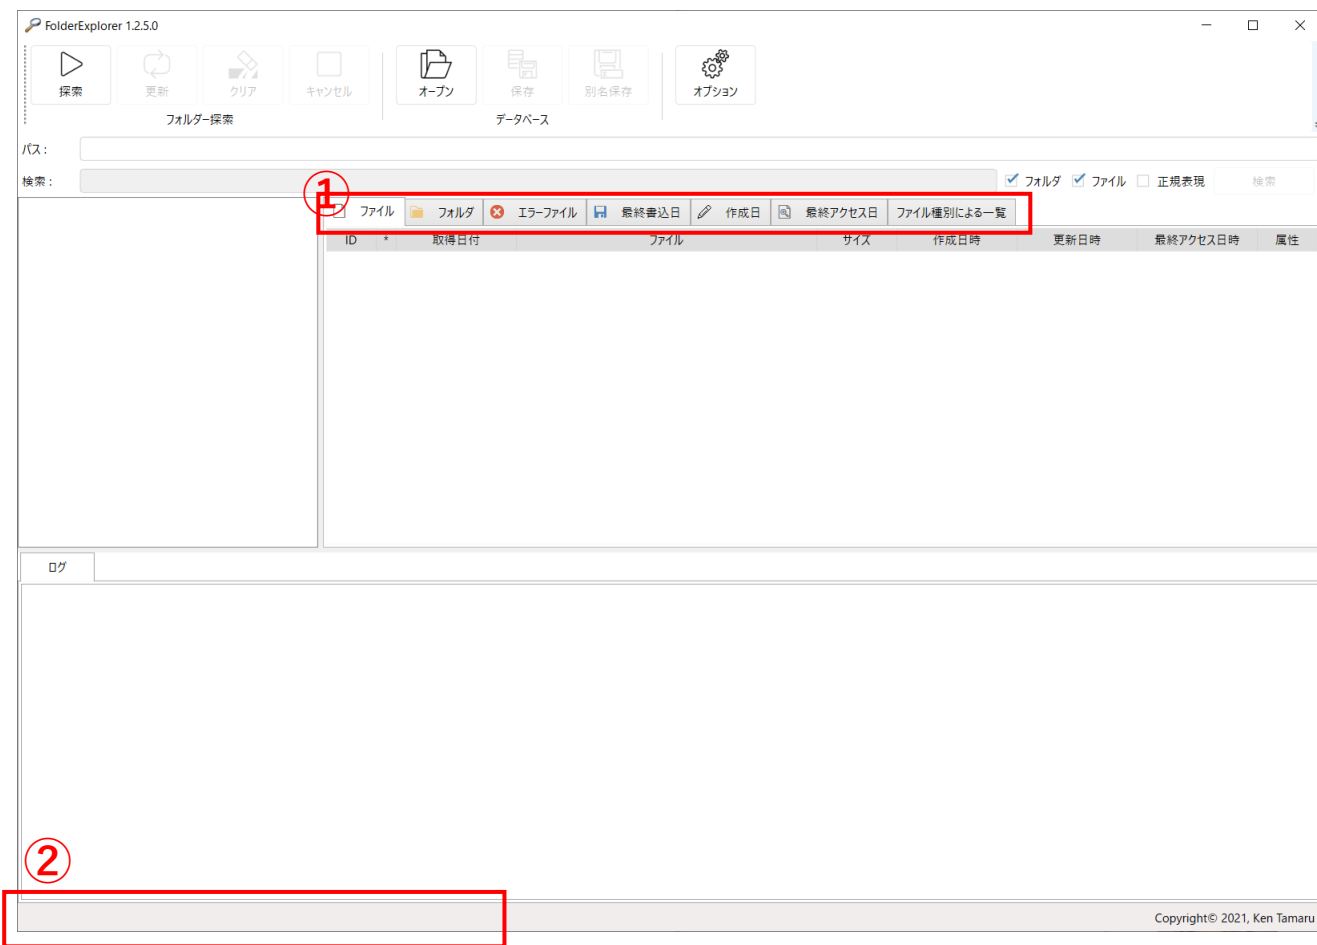 FolderExplorer 1.2.5.0
探索 更新 クリア キャンセル オープン 保存 別名保存 オプション
フォルダー探索 データベース
パス :
検索 : フォルダ ファイル 正規表現 検索
①
ファイル フォルダ エラーファイル 最終書込日 作成日 最終アクセス日 ファイル種別による一覧
ID * 取得日付 ファイル サイズ 作成日時 更新日時 最終アクセス日時 属性
ログ
②
Copyright© 2021, Ken Tamaru